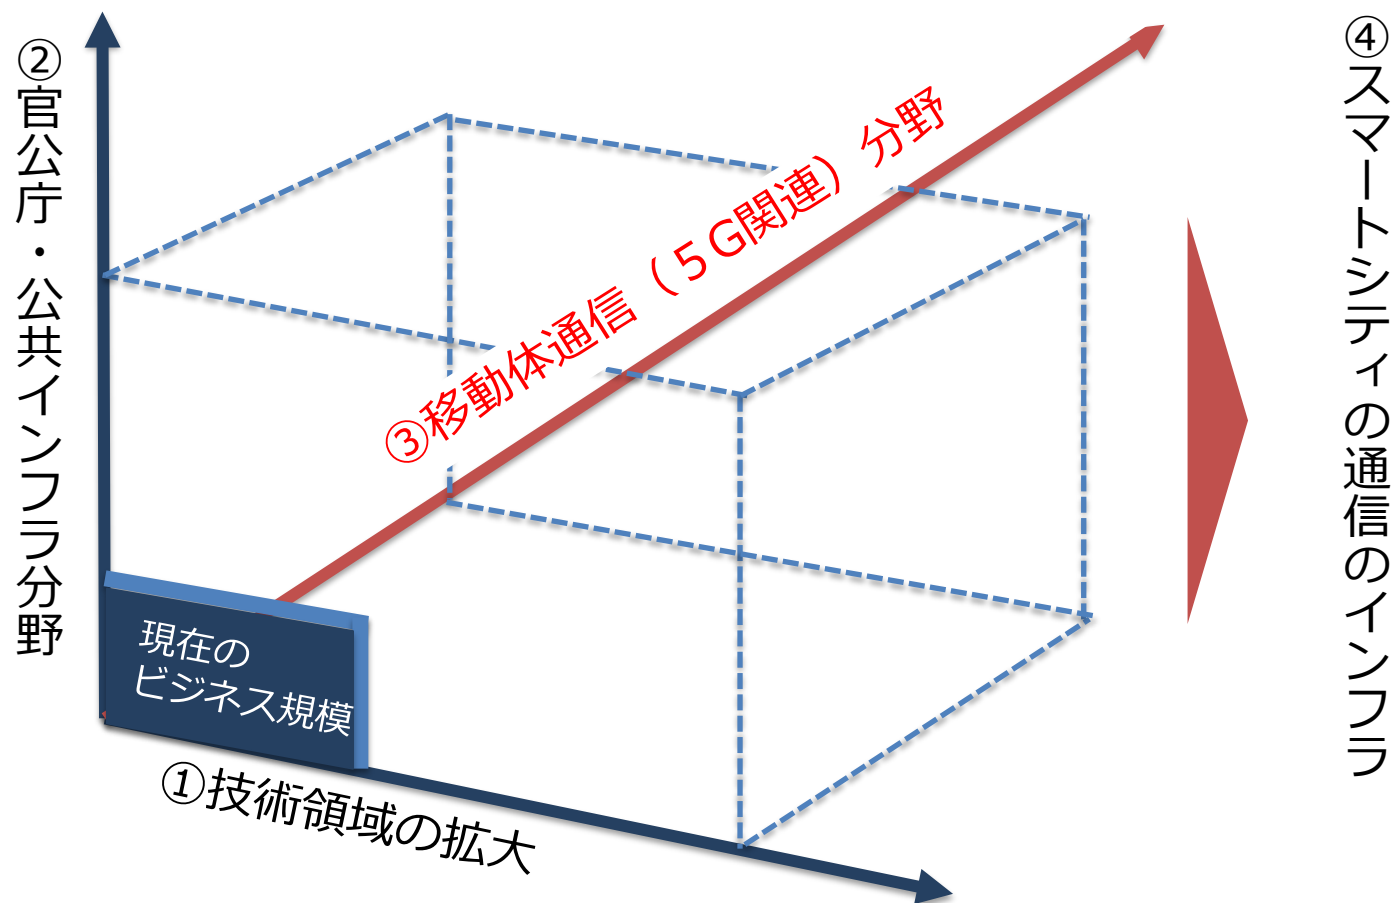 ②官公庁・公共インフラ分野
③移動体通信（５G関連）分野
現在の
ビジネス規模
①技術領域の拡大
④スマートシティの通信のインフラ